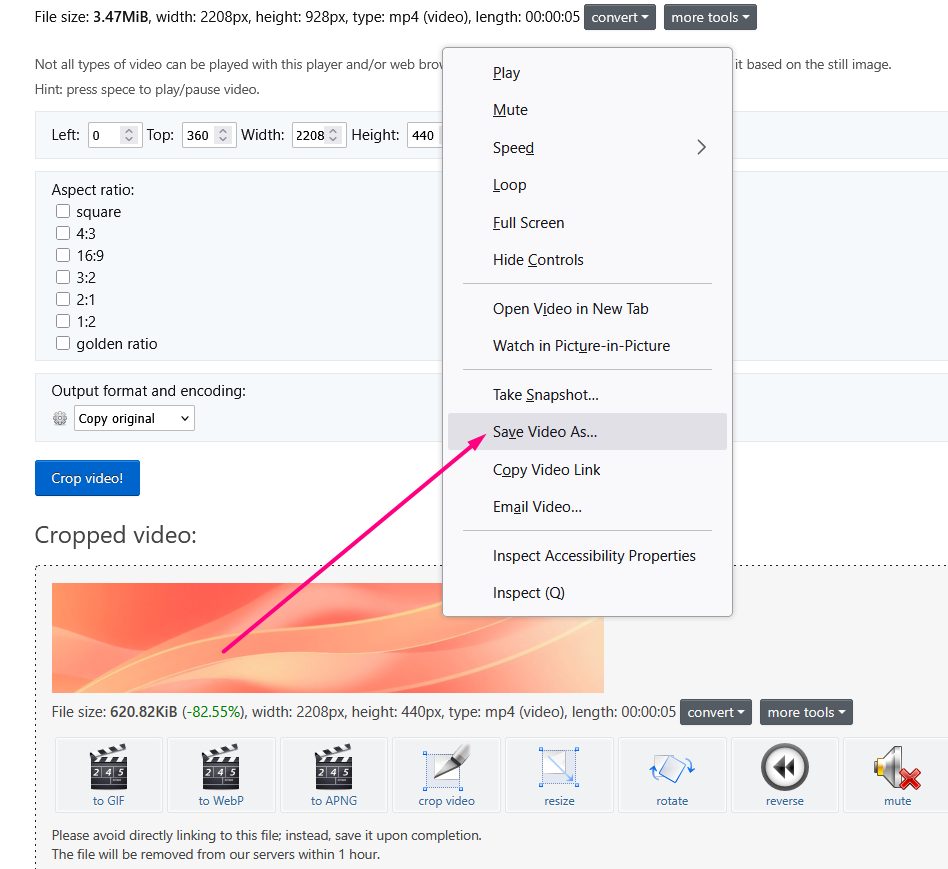 File size: 3.47MiB, width: 2208px, height: 928px, type: mp4 (video), length: 00:00:05 convert more tools
Not all types of video can be played with this player and/or web brow
it based on the still image.
Hint: press spece to play/pause video.
Left: 0 Top: 360 Width: 2208 Height: 440
Aspect ratio:
square
4:3
16:9
3:2
2:1
1:2
golden ratio
Output format and encoding:
Copy original
Crop video!
Play
Mute
Speed
Loop
Full Screen
Hide Controls
Open Video in New Tab
Watch in Picture-in-Picture
Take Snapshot...
Save Video As...
Copy Video Link
Email Video...
Inspect Accessibility Properties
Inspect (Q)
Cropped video:
File size: 620.82KiB (-82.55%), width: 2208px, height: 440px, type: mp4 (video), length: 00:00:05 convert more tools
2 4 5 2 4 5 2 4 5
to GIF to WebP to APNG crop video resize rotate reverse mute
Please avoid directly linking to this file; instead, save it upon completion.
The file will be removed from our servers within 1 hour.